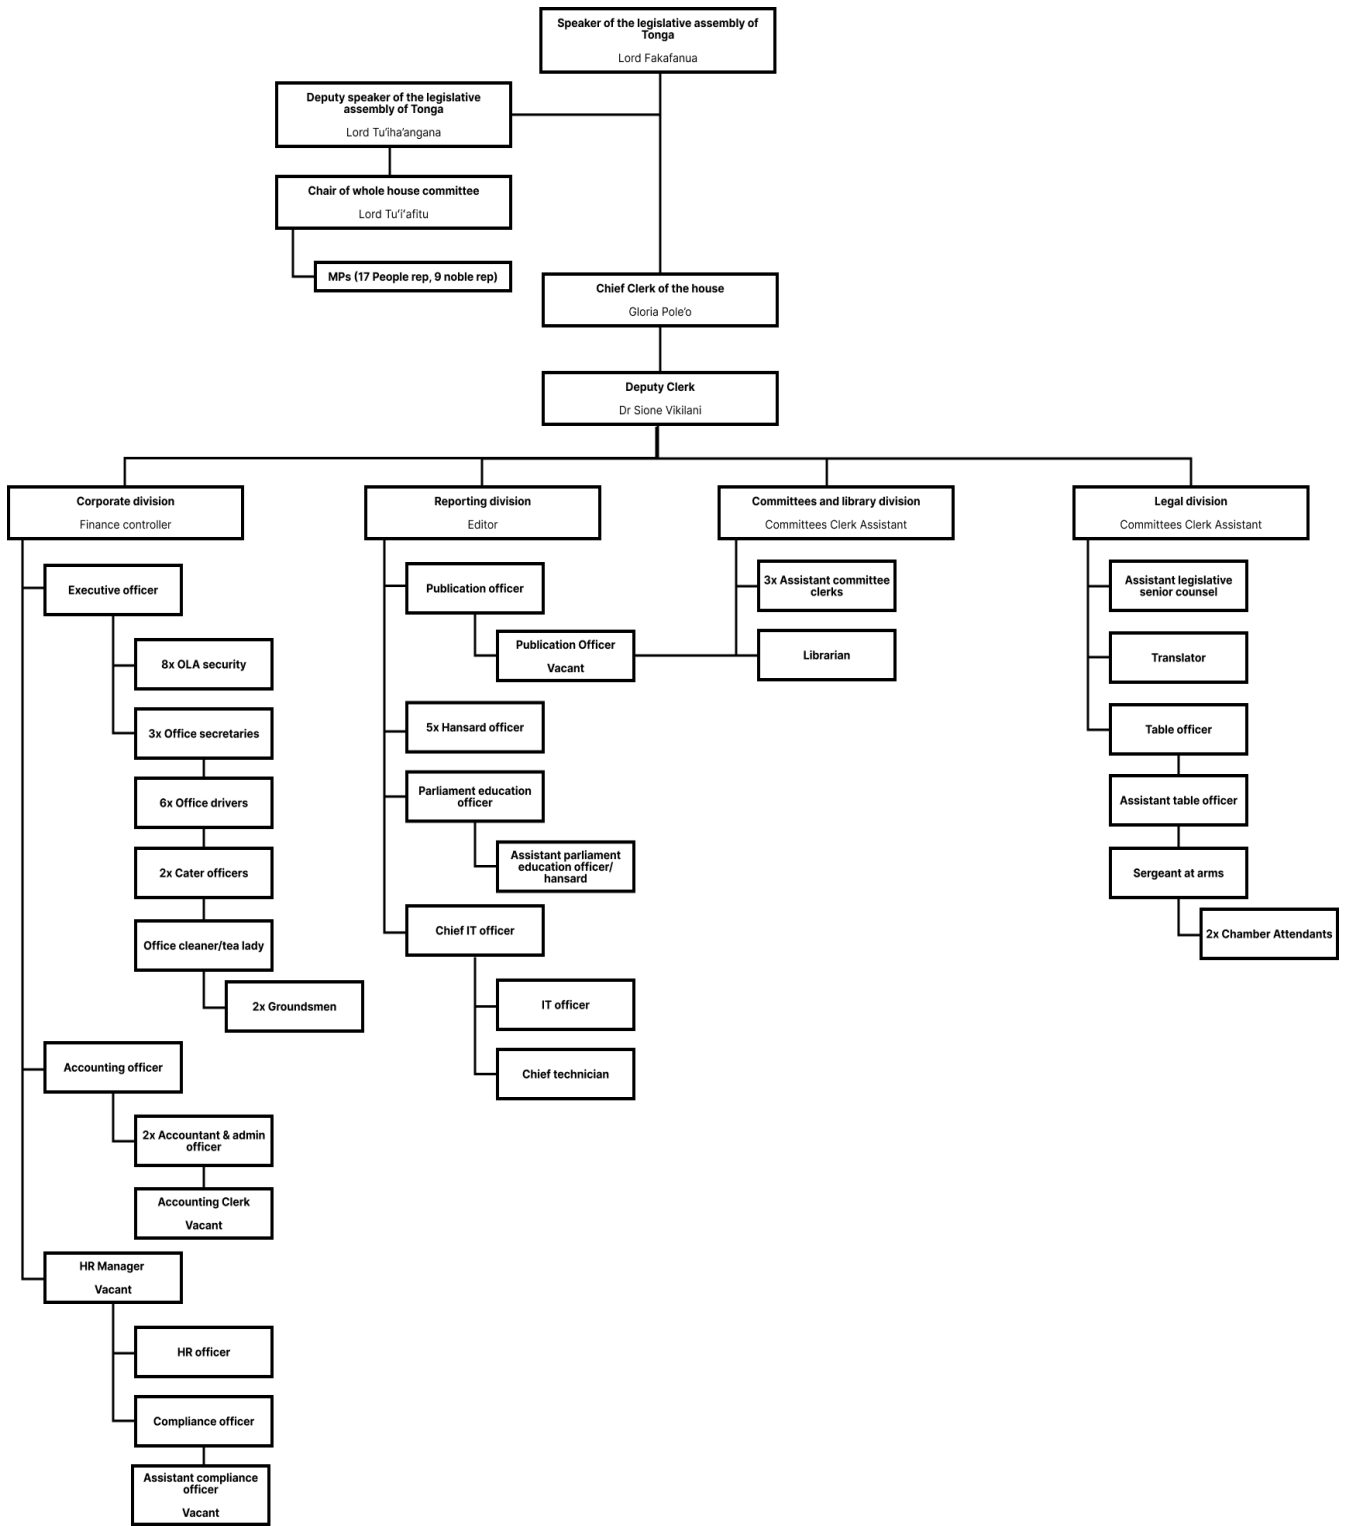 Speaker of the legislative assembly of
Tonga
Lord Fakafanua
Deputy speaker of the legislative
assembly of Tonga
Lord Tu’iha’angana
Chair of whole house committee
Lord Tu’i’afitu
MPs (17 People rep, 9 noble rep)
Chief Clerk of the house
Gloria Pole’o
Deputy Clerk
Dr Sione Vikilani
Corporate division
Finance controller
Executive officer
8x OLA security
3x Office secretaries
6x Office drivers
2x Cater officers
Office cleaner/tea lady
2x Groundsmen
Accounting officer
2x Accountant & admin
officer
Accounting Clerk
Vacant
HR Manager
Vacant
HR officer
Compliance officer
Assistant compliance
officer
Vacant
Reporting division
Editor
Publication officer
Publication Officer
Vacant
5x Hansard officer
Parliament education
officer
Assistant parliament
education officer/
hansard
Chief IT officer
IT officer
Chief technician
Committees and library division
Committees Clerk Assistant
3x Assistant committee
clerks
Librarian
Legal division
Committees Clerk Assistant
Assistant legislative
senior counsel
Translator
Table officer
Assistant table officer
Sergeant at arms
2x Chamber Attendants